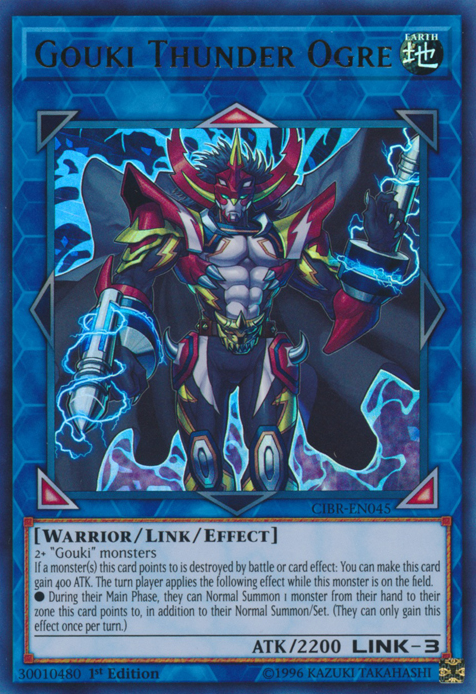 GOUKI THUNDER OGRE
EARTH
地
CIBR-EN045
[WARRIOR/LINK/EFFECT]
2+ "Gouki" monsters
If a monster(s) this card points to is destroyed by battle or card effect: You can make this card
gain 400 ATK. The turn player applies the following effect while this monster is on the field.
● During their Main Phase, they can Normal Summon 1 monster from their hand to their
zone this card points to, in addition to their Normal Summon/Set. (They can only gain this
effect once per turn.)
ATK/2200 LINK-3
30010480 1st Edition ©1996 KAZUKI TAKAHASHI